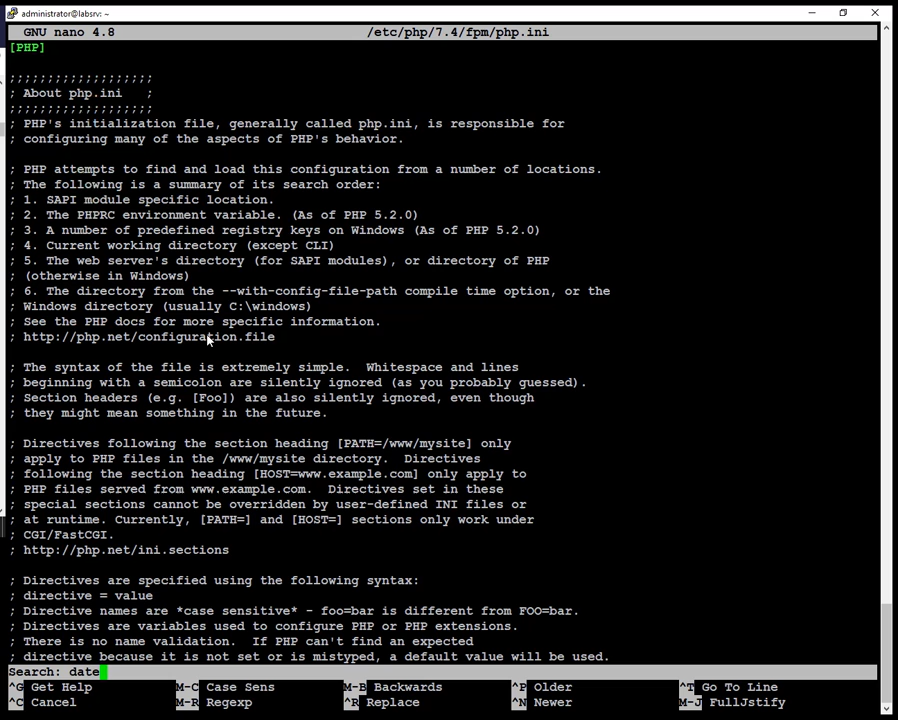 administrator@labsrv: ~
GNU nano 4.8 /etc/php/7.4/fpm/php.ini
[PHP]
;;;;;;;;;;;;;;;;;;;
; About php.ini   ;
;;;;;;;;;;;;;;;;;;;
; PHP's initialization file, generally called php.ini, is responsible for
; configuring many of the aspects of PHP's behavior.
; PHP attempts to find and load this configuration from a number of locations.
; The following is a summary of its search order:
; 1. SAPI module specific location.
; 2. The PHPRC environment variable. (As of PHP 5.2.0)
; 3. A number of predefined registry keys on Windows (As of PHP 5.2.0)
; 4. Current working directory (except CLI)
; 5. The web server's directory (for SAPI modules), or directory of PHP
; (otherwise in Windows)
; 6. The directory from the --with-config-file-path compile time option, or the
; Windows directory (usually C:\windows)
; See the PHP docs for more specific information.
; http://php.net/configuration.file
; The syntax of the file is extremely simple.  Whitespace and lines
; beginning with a semicolon are silently ignored (as you probably guessed).
; Section headers (e.g. [Foo]) are also silently ignored, even though
; they might mean something in the future.
; Directives following the section heading [PATH=/www/mysite] only
; apply to PHP files in the /www/mysite directory.  Directives
; following the section heading [HOST=www.example.com] only apply to
; PHP files served from www.example.com.  Directives set in these
; special sections cannot be overridden by user-defined INI files or
; at runtime. Currently, [PATH=] and [HOST=] sections only work under
; CGI/FastCGI.
; http://php.net/ini.sections
; Directives are specified using the following syntax:
; directive = value
; Directive names are *case sensitive* - foo=bar is different from FOO=bar.
; Directives are variables used to configure PHP or PHP extensions.
; There is no name validation.  If PHP can't find an expected
; directive because it is not set or is mistyped, a default value will be used.
Search: date
^G Get Help M-C Case Sens M-B Backwards ^P Older ^T Go To Line
^C Cancel M-R Regexp ^R Replace ^N Newer M-J FullJstify